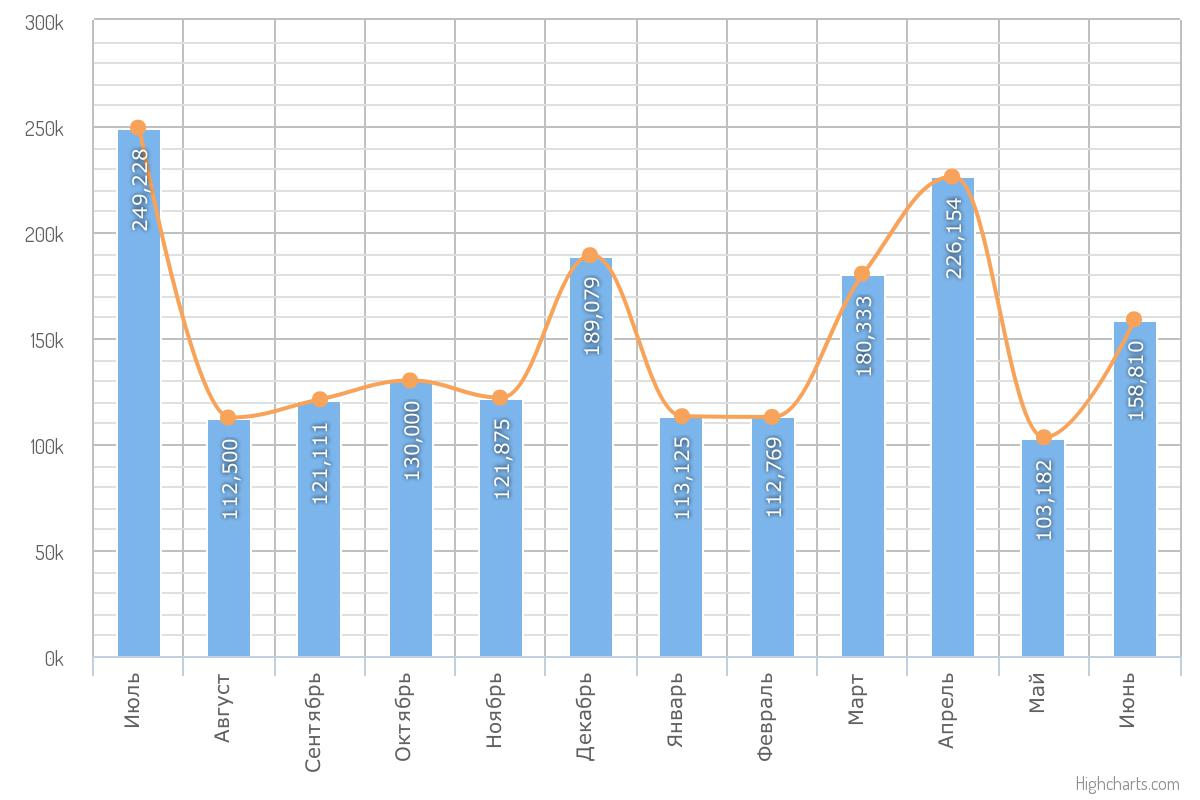 300k
250k
200k
150k
100k
50k
0k
249,228
112,500
121,111
130,000
121,875
189,079
113,125
112,769
180,333
226,154
103,182
158,810
Июль
Август
Сентябрь
Октябрь
Ноябрь
Декабрь
Январь
Февраль
Март
Апрель
Май
Июнь
Highcharts.com